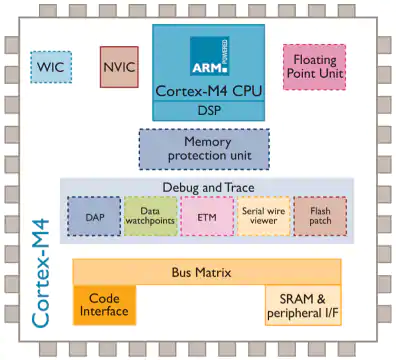 WIC
NVIC
ARM
POWERED
Cortex-M4 CPU
DSP
Floating
Point Unit
Memory
protection unit
Debug and Trace
DAP
Data
watchpoints
ETM
Serial wire
viewer
Flash
patch
Bus Matrix
Code
Interface
SRAM &
peripheral I/F
Cortex-M4